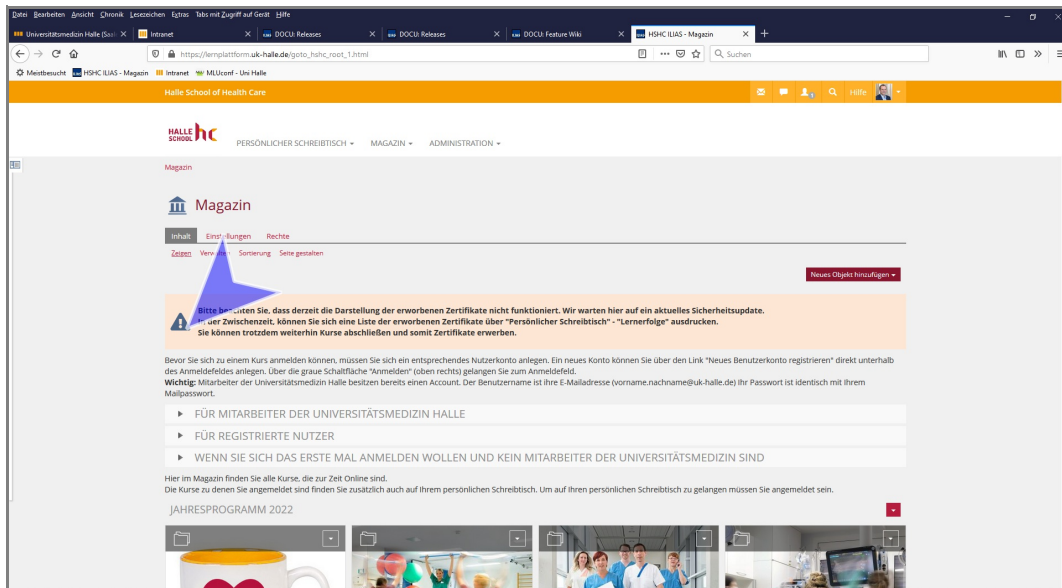 Datei Bearbeiten Ansicht Chronik Lesezeichen Extras Tabs mit Zugriff auf Gerät Hilfe
Universitätsmedizin Halle (Saal
Intranet
DOCU: Releases
DOCU: Releases
DOCU: Feature Wiki
HSHC ILIAS - Magazin
https://lernplattform.uk-halle.de/goto_hshc_root_1.html
Suchen
Meistbesucht HSHC ILIAS - Magazin Intranet MLUconf - Uni Halle
Halle School of Health Care
Hilfe
HALLE SCHOOL hc
PERSÖNLICHER SCHREIBTISCH MAGAZIN ADMINISTRATION
Magazin
Magazin
Inhalt Einstellungen Rechte
Zeigen Sortierung Seite gestalten
Neues Objekt hinzufügen
Bitte beachten Sie, dass derzeit die Darstellung der erworbenen Zertifikate nicht funktioniert. Wir warten hier auf ein aktuelles Sicherheitsupdate.
In der Zwischenzeit, können Sie sich eine Liste der erworbenen Zertifikate über "Persönlicher Schreibtisch" - "Lernerfolge" ausdrucken.
Sie können trotzdem weiterhin Kurse abschließen und somit Zertifikate erwerben.
Bevor Sie sich zu einem Kurs anmelden können, müssen Sie sich ein entsprechendes Nutzerkonto anlegen. Ein neues Konto können Sie über den Link "Neues Benutzerkonto registrieren" direkt unterhalb
des Anmeldefeldes anlegen. Über die graue Schaltfläche "Anmelden" (oben rechts) gelangen Sie zum Anmeldefeld.
Wichtig: Mitarbeiter der Universitätsmedizin Halle besitzen bereits einen Account. Der Benutzername ist ihre E-Mailadresse (vorname.nachname@uk-halle.de) Ihr Passwort ist identisch mit Ihrem
Mailpasswort.
FÜR MITARBEITER DER UNIVERSITÄTSMEDIZIN HALLE
FÜR REGISTRIERTE NUTZER
WENN SIE SICH DAS ERSTE MAL ANMELDEN WOLLEN UND KEIN MITARBEITER DER UNIVERSITÄTSMEDIZIN SIND
Hier im Magazin finden Sie alle Kurse, die zur Zeit Online sind.
Die Kurse zu denen Sie angemeldet sind finden Sie zusätzlich auch auf Ihrem persönlichen Schreibtisch. Um auf Ihren persönlichen Schreibtisch zu gelangen müssen Sie angemeldet sein.
JAHRESPROGRAMM 2022